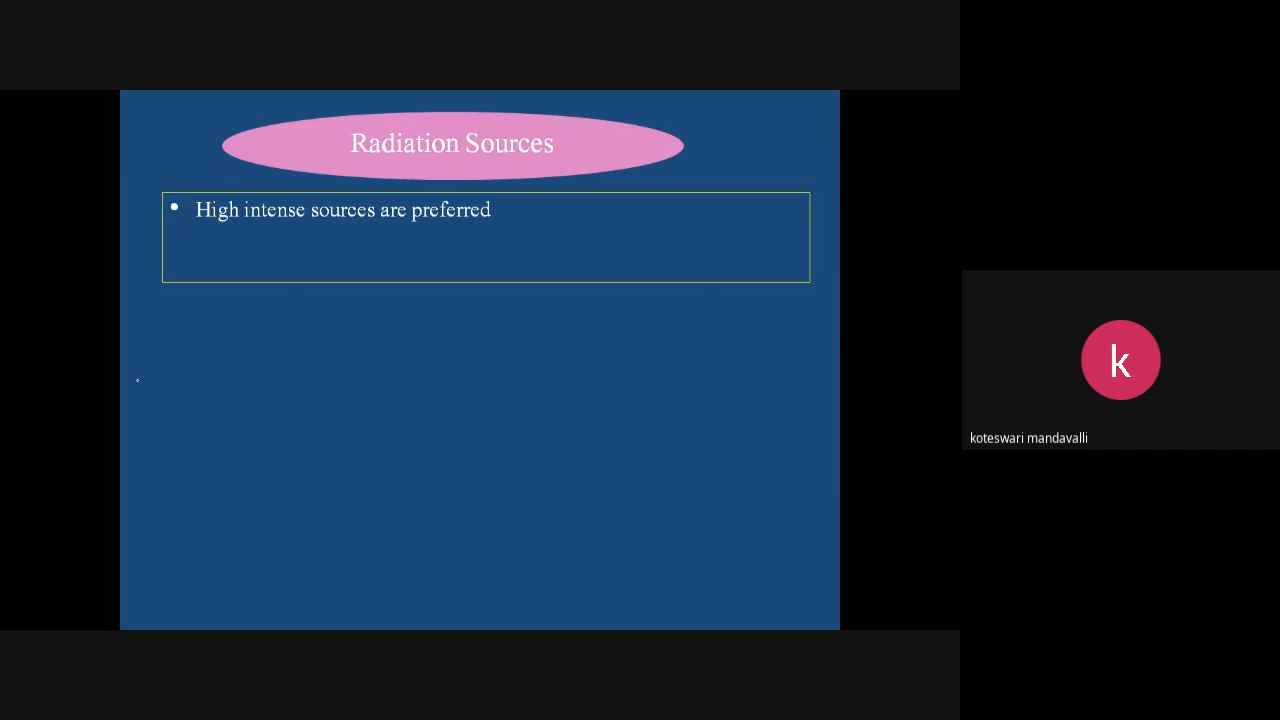 Radiation Sources
• High intense sources are preferred
k
koteswari mandavalli